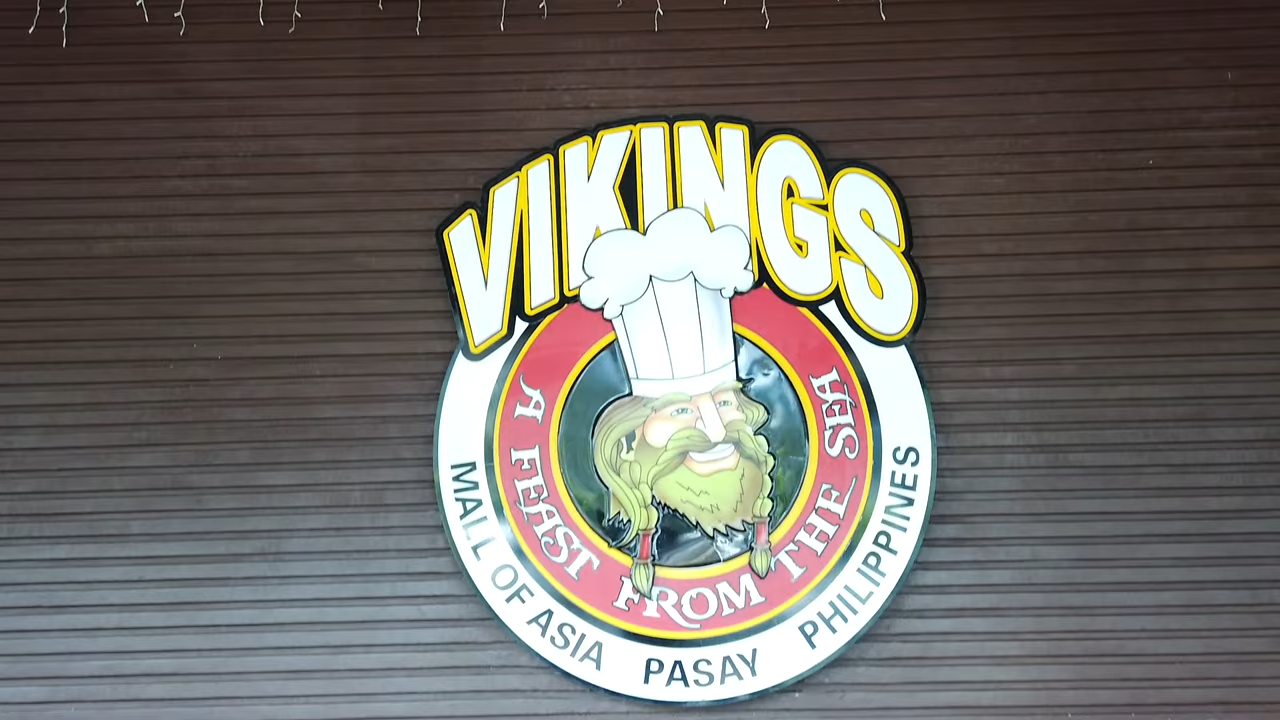 VIKINGS
A FEAST FROM THE SEA
MALL OF ASIA PASAY PHILIPPINES